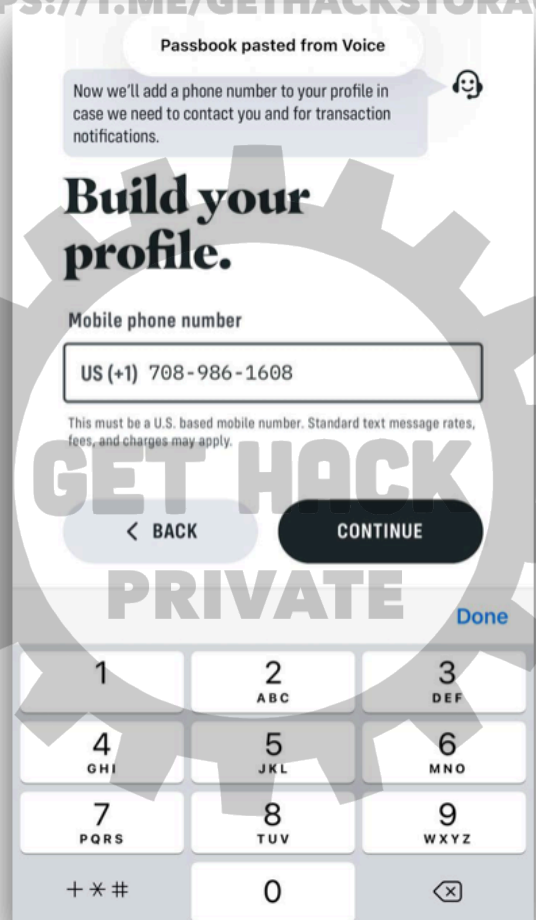 PS://T.ME/GETHACKSTORA
Passbook pasted from Voice
Now we'll add a phone number to your profile in
case we need to contact you and for transaction
notifications.
Build your
profile.
Mobile phone number
US (+1) 708-986-1608
This must be a U.S. based mobile number. Standard text message rates,
fees, and charges may apply.
GET HACK
BACK CONTINUE
PRIVATE
Done
1 2 3
ABC DEF
4 5 6
GHI JKL MNO
7 8 9
PQRS TUV WXYZ
+*# 0